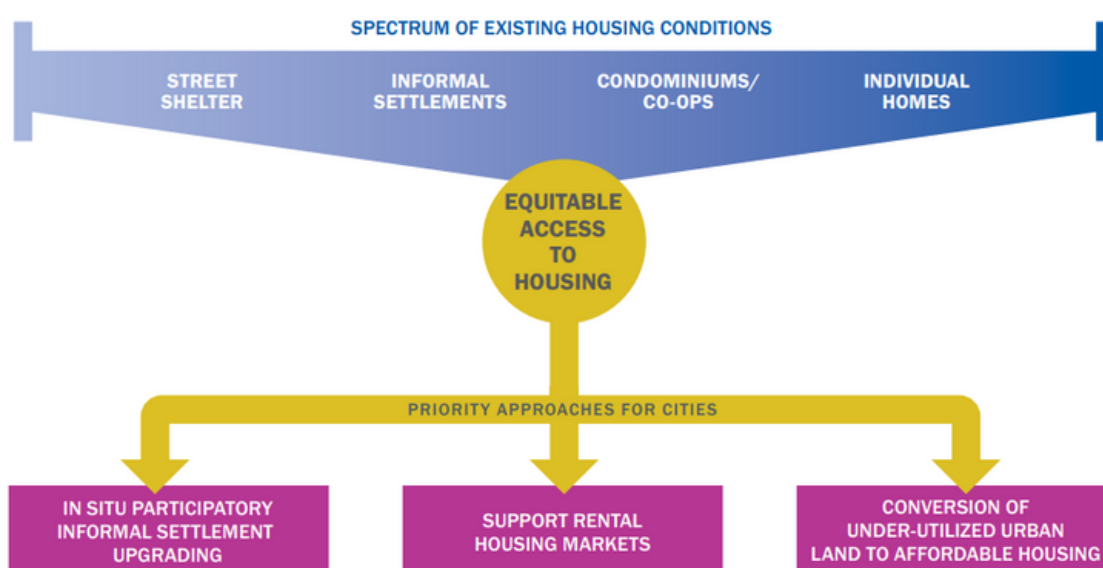 SPECTRUM OF EXISTING HOUSING CONDITIONS
STREET
SHELTER
INFORMAL
SETTLEMENTS
CONDOMINIUMS/
CO-OPS
INDIVIDUAL
HOMES
EQUITABLE
ACCESS
TO
HOUSING
PRIORITY APPROACHES FOR CITIES
IN SITU PARTICIPATORY
INFORMAL SETTLEMENT
UPGRADING
SUPPORT RENTAL
HOUSING MARKETS
CONVERSION OF
UNDER-UTILIZED URBAN
LAND TO AFFORDABLE HOUSING